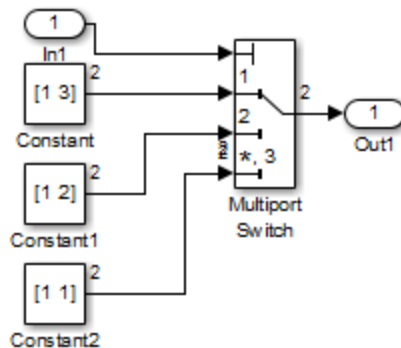 1
In1
2
[1 3]
Constant
1
2
2
1
Out1
2
[1 2]
Constant1
*, 3
Multiport
Switch
2
[1 1]
Constant2